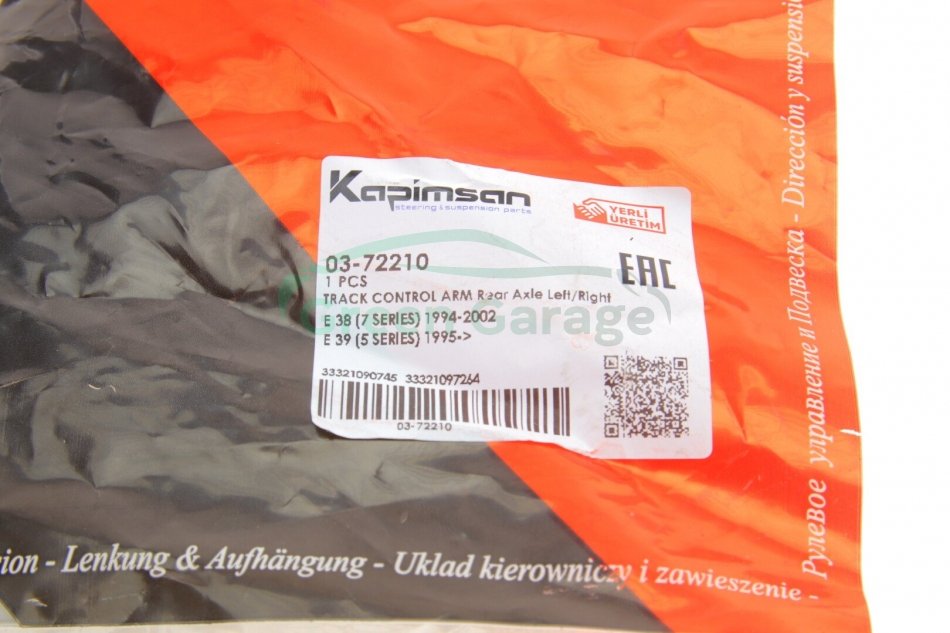 Kapimsan
steering & suspension parts
YERLİ
ÜRETİM
03-72210
1 PCS
EAC
TRACK CONTROL ARM Rear Axle Left/Right
Green Garage
E 38 (7 SERIES) 1994-2002
E 39 (5 SERIES) 1995->
33321090745 33321097264
03-72210
sion - Lenkung & Aufhängung - Układ kierowniczy i zawieszenie -
Рулевое управление и Подвеска - Dirección y suspensi